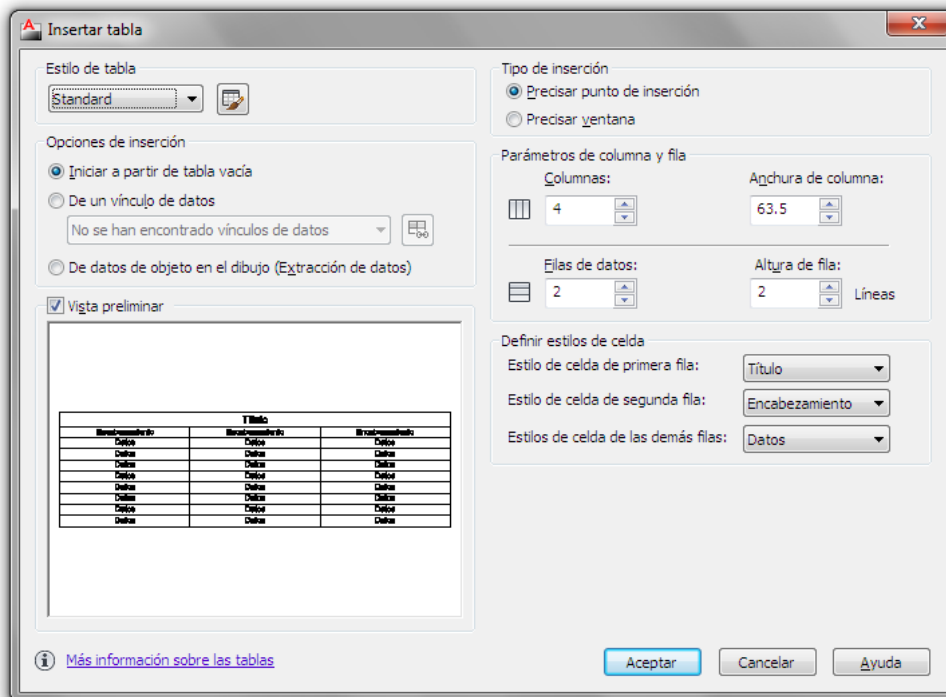 Insertar tabla
Estilo de tabla
Standard
Opciones de inserción
Iniciar a partir de tabla vacía
De un vínculo de datos
No se han encontrado vínculos de datos
De datos de objeto en el dibujo (Extracción de datos)
Vista preliminar
Título
Encabezamiento Encabezamiento Encabezamiento
Datos Datos Datos
Datos Datos Datos
Datos Datos Datos
Datos Datos Datos
Datos Datos Datos
Datos Datos Datos
Datos Datos Datos
Datos Datos Datos
Tipo de inserción
Precisar punto de inserción
Precisar ventana
Parámetros de columna y fila
Columnas: Anchura de columna:
4 63.5
Filas de datos: Altura de fila:
2 2 Líneas
Definir estilos de celda
Estilo de celda de primera fila: Título
Estilo de celda de segunda fila: Encabezamiento
Estilos de celda de las demás filas: Datos
Más información sobre las tablas
Aceptar Cancelar Ayuda